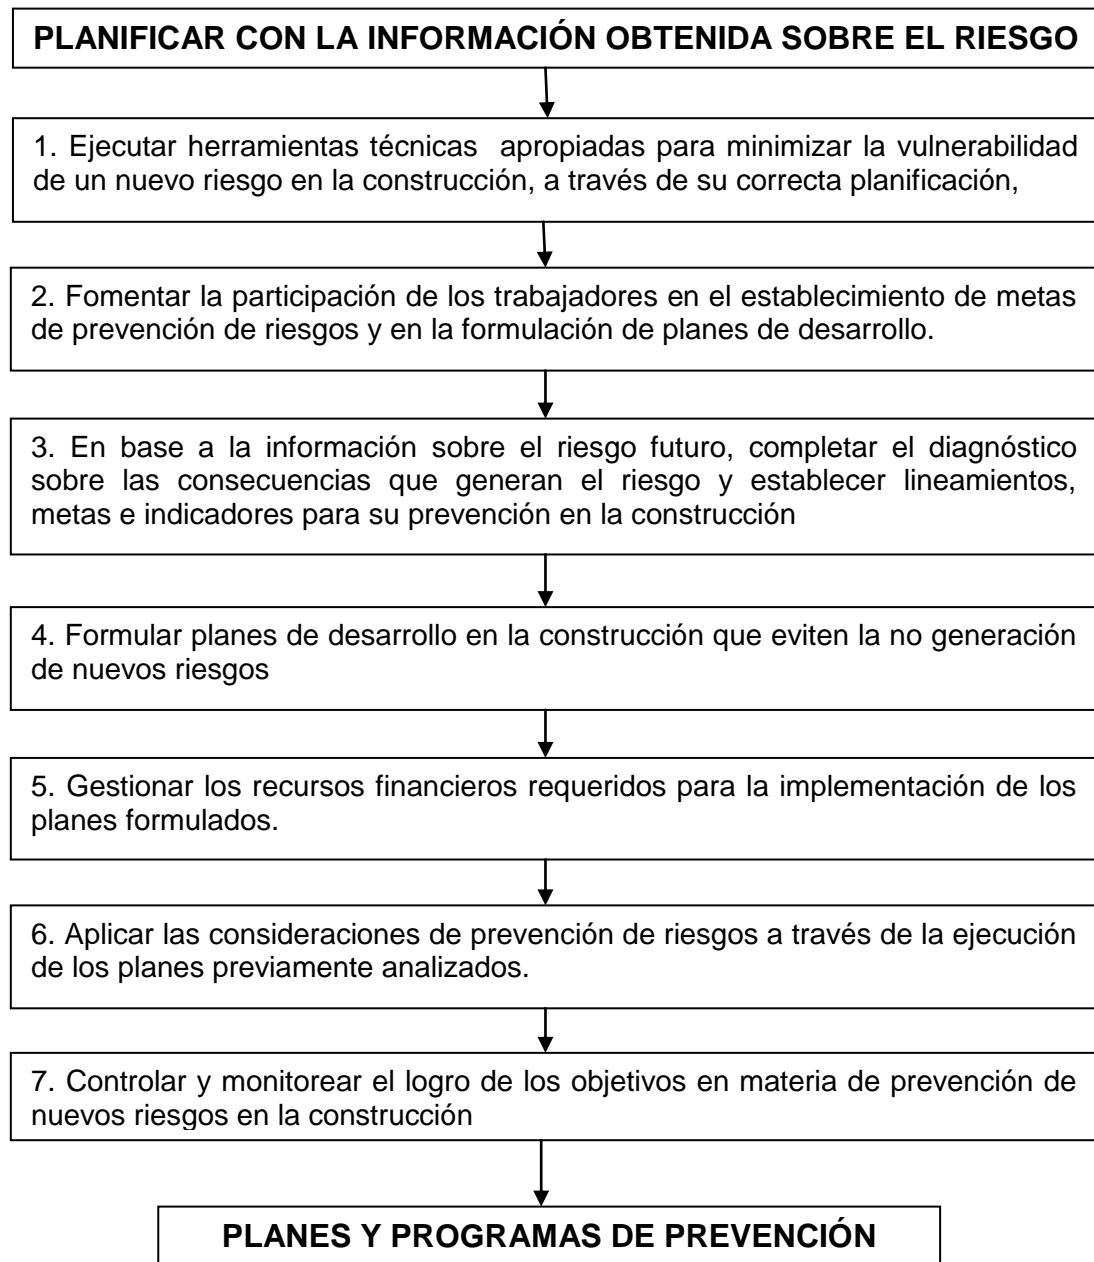 PLANIFICAR CON LA INFORMACIÓN OBTENIDA SOBRE EL RIESGO
1. Ejecutar herramientas técnicas apropiadas para minimizar la vulnerabilidad
de un nuevo riesgo en la construcción, a través de su correcta planificación,
2. Fomentar la participación de los trabajadores en el establecimiento de metas
de prevención de riesgos y en la formulación de planes de desarrollo.
3. En base a la información sobre el riesgo futuro, completar el diagnóstico
sobre las consecuencias que generan el riesgo y establecer lineamientos,
metas e indicadores para su prevención en la construcción
4. Formular planes de desarrollo en la construcción que eviten la no generación
de nuevos riesgos
5. Gestionar los recursos financieros requeridos para la implementación de los
planes formulados.
6. Aplicar las consideraciones de prevención de riesgos a través de la ejecución
de los planes previamente analizados.
7. Controlar y monitorear el logro de los objetivos en materia de prevención de
nuevos riesgos en la construcción
PLANES Y PROGRAMAS DE PREVENCIÓN